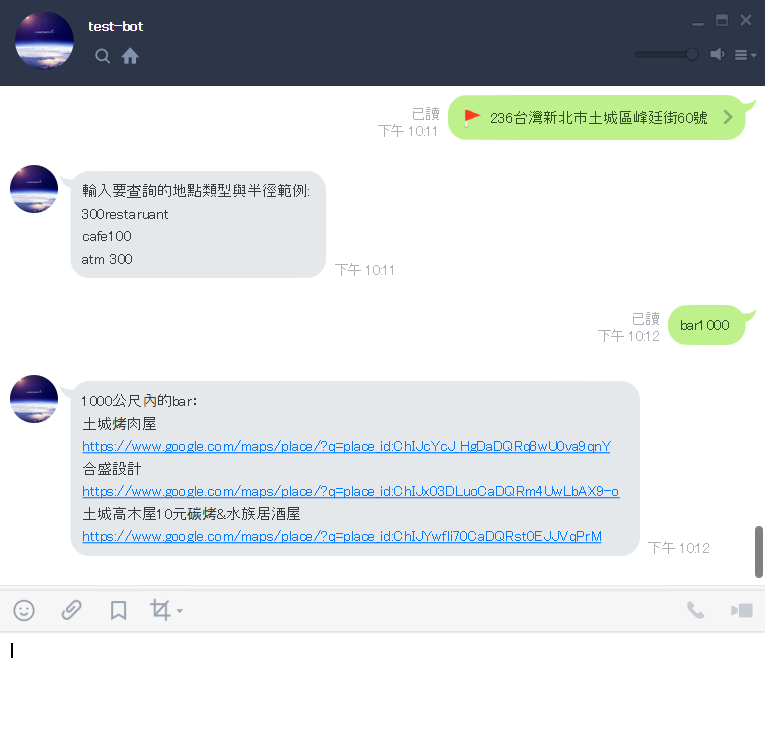 test-bot
已讀
下午 10:11
236台灣新北市土城區峰廷街60號
輸入要查詢的地點類型與半徑範例:
300restaruant
cafe100
atm 300
下午 10:11
已讀
下午 10:12
bar1000
1000公尺內的bar:
土城烤肉屋
https://www.google.com/maps/place/?q=place_id:ChIJcYcJ_HgDaDQRq8wU0va9qnY
合盛設計
https://www.google.com/maps/place/?q=place_id:ChIJx03DLuoCaDQRm4UwLbAX9-o
土城高木屋10元碳烤&水族居酒屋
https://www.google.com/maps/place/?q=place_id:ChIJYwfIi70CaDQRst0EJJVqPrM
下午 10:12